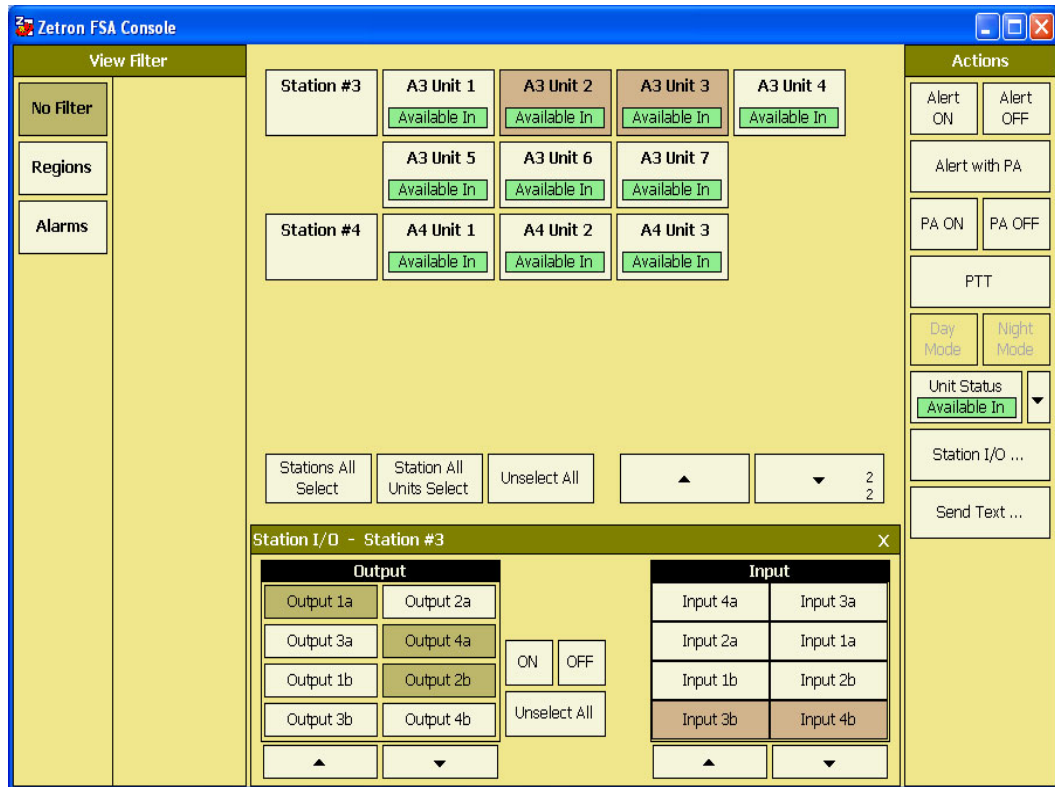 Zetron FSA Console
View Filter
No Filter
Regions
Alarms
Station #3
A3 Unit 1
Available In
A3 Unit 2
Available In
A3 Unit 3
Available In
A3 Unit 4
Available In
A3 Unit 5
Available In
A3 Unit 6
Available In
A3 Unit 7
Available In
Station #4
A4 Unit 1
Available In
A4 Unit 2
Available In
A4 Unit 3
Available In
Stations All
Select
Station All
Units Select
Unselect All
2
2
Station I/O - Station #3
X
Output
Output 1a
Output 2a
Output 3a
Output 4a
Output 1b
Output 2b
Output 3b
Output 4b
ON
OFF
Unselect All
Input
Input 4a
Input 3a
Input 2a
Input 1a
Input 1b
Input 2b
Input 3b
Input 4b
Actions
Alert
ON
Alert
OFF
Alert with PA
PA ON
PA OFF
PTT
Day
Mode
Night
Mode
Unit Status
Available In
Station I/O ...
Send Text ...